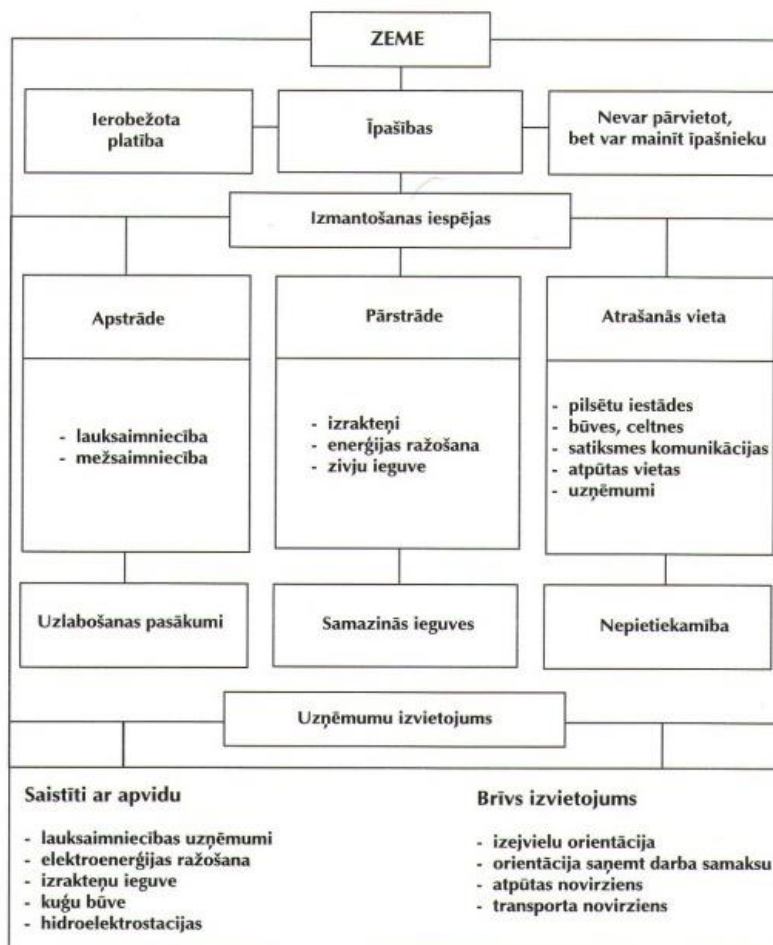 ZEME
Ierobežota
platība
Īpašības
Nevar pārvietot,
bet var mainīt īpašnieku
Izmantošanas iespējas
Apstrāde
Pārstrāde
Atrašanās vieta
- lauksaimniecība
- mežsaimniecība
- izrakteņi
- enerģijas ražošana
- zivju ieguve
- pilsētu iestādes
- būves, celtnes
- satiksmes komunikācijas
- atpūtas vietas
- uzņēmumi
Uzlabošanas pasākumi
Samazinās ieguves
Nepietiekamība
Uzņēmumu izvietojums
Saistīti ar apvidu
- lauksaimniecības uzņēmumi
- elektroenerģijas ražošana
- izrakteņu ieguve
- kuģu būve
- hidroelektrostacijas
Brīvs izvietojums
- izejvielu orientācija
- orientācija saņemt darba samaksu
- atpūtas novirziens
- transporta novirziens